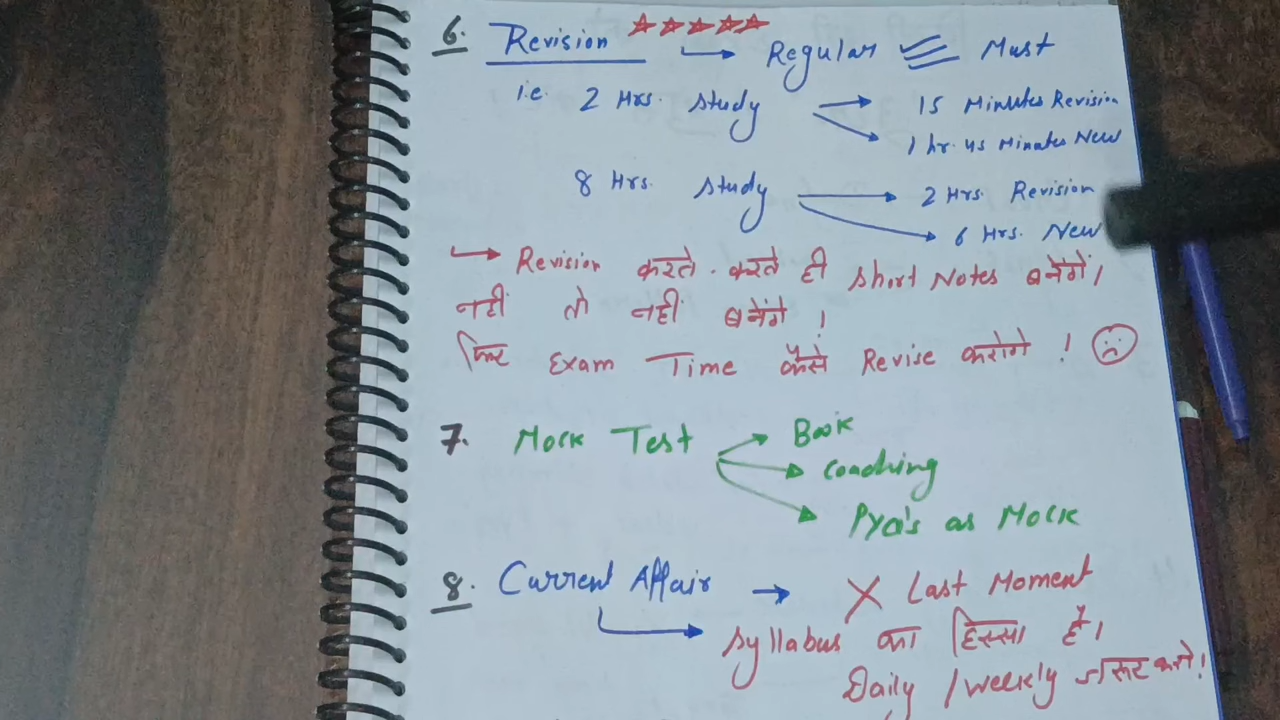 6. Revision → Regular Must
i.e. 2 Hrs. study → 15 Minutes Revision
→ 1 hr. 45 Minutes New
8 Hrs. study → 2 Hrs. Revision
→ 6 Hrs. New
→ Revision करते. करते ही short Notes बनेगें।
नहीं तो नहीं बनेंगे !
फिर Exam Time कैसे Revise करोगे !
7. Mock Test → Book
→ coaching
→ PYQ's as Mock
8. Current Affair → X Last Moment
→ syllabus का हिस्सा है।
Daily / weekly जरूर करो !